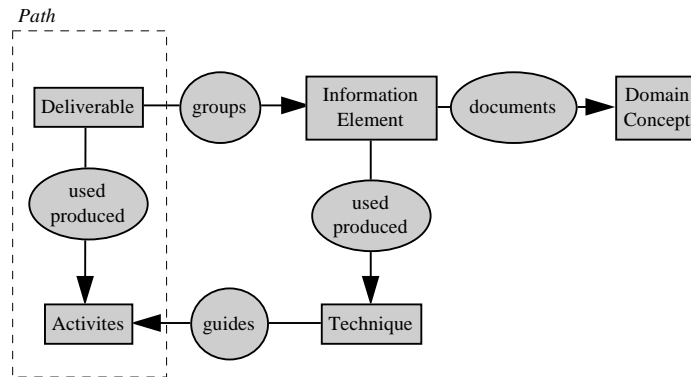 Path
Deliverable
groups
Information
Element
documents
Domain
Concept
used
produced
used
produced
Activites
guides
Technique